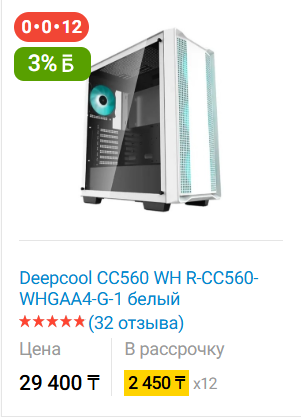 0·0·12
3% Б
Deepcool CC560 WH R-CC560-
WHGAA4-G-1 белый
(32 отзыва)
Цена
В рассрочку
29 400 ₸
2 450 ₸ x12